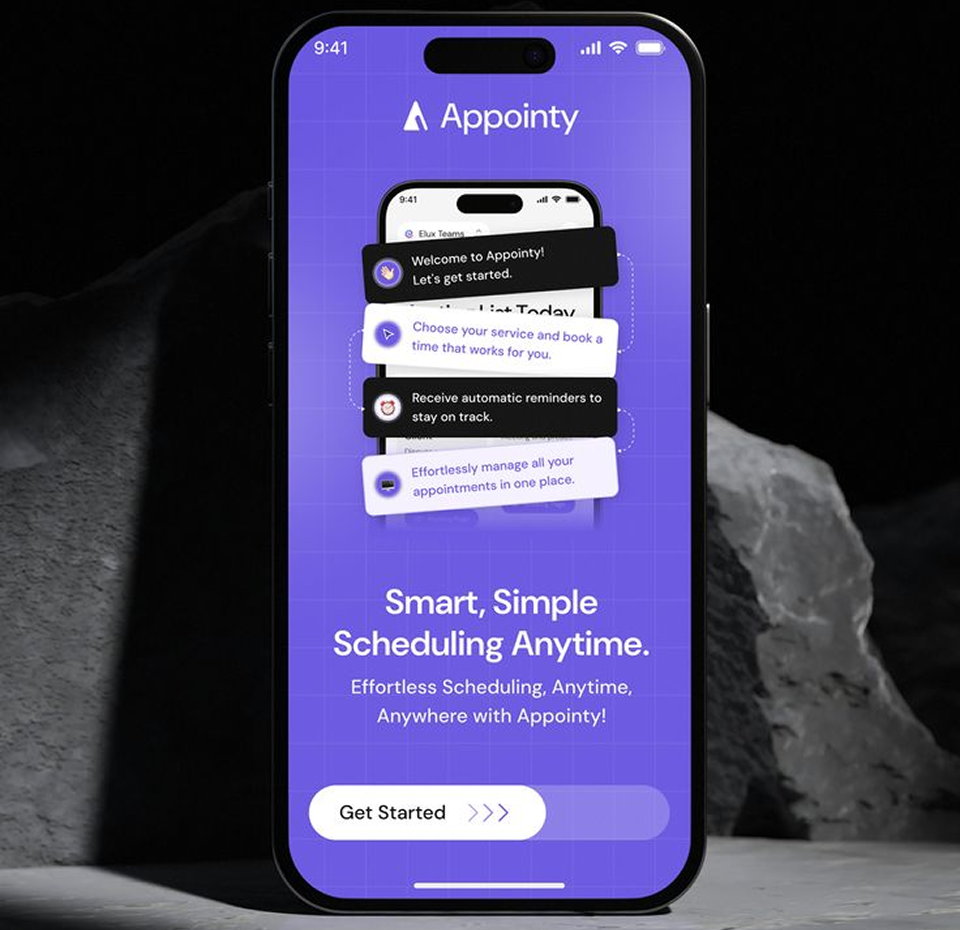 9:41
Appointy
9:41
Elux Teams
Welcome to Appointy!
Let's get started.
List Today
Choose your service and book a
time that works for you.
Receive automatic reminders to
stay on track.
Effortlessly manage all your
appointments in one place.
Smart, Simple
Scheduling Anytime.
Effortless Scheduling, Anytime,
Anywhere with Appointy!
Get Started